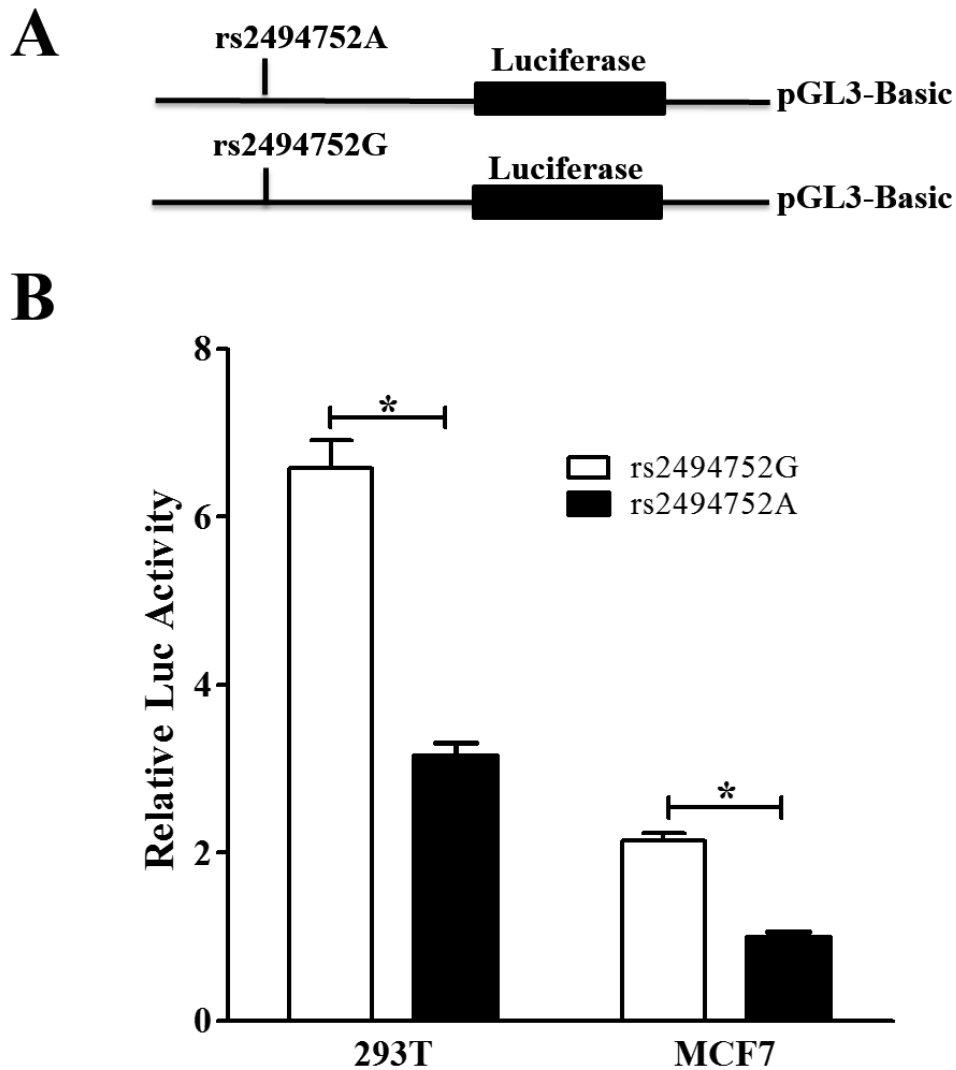 A
rs2494752A
Luciferase
pGL3-Basic
rs2494752G
Luciferase
pGL3-Basic
B
Relative Luc Activity
8
6
4
2
0
*
*
rs2494752G
rs2494752A
293T
MCF7